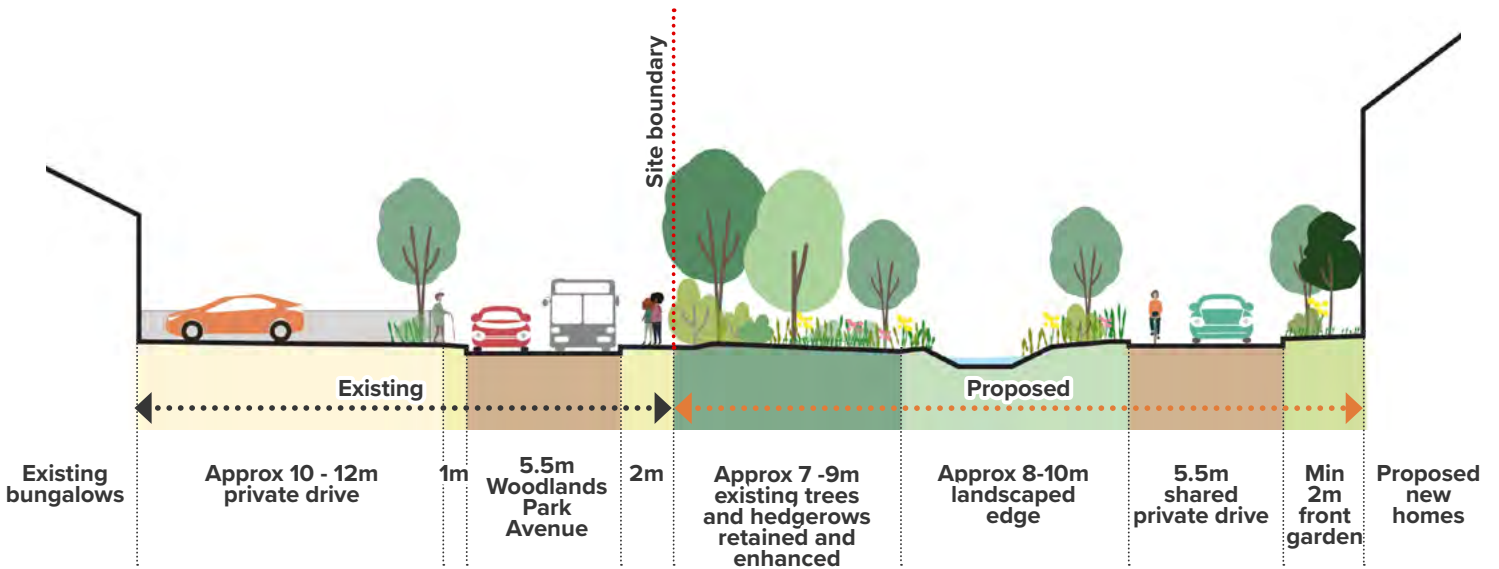 Site boundary
Existing
Proposed
Existing
bungalows
Approx 10 - 12m
private drive
1m
5.5m
Woodlands
Park
Avenue
2m
Approx 7 -9m
existing trees
and hedgerows
retained and
enhanced
Approx 8-10m
landscaped
edge
5.5m
shared
private drive
Min
2m
front
garden
Proposed
new
homes